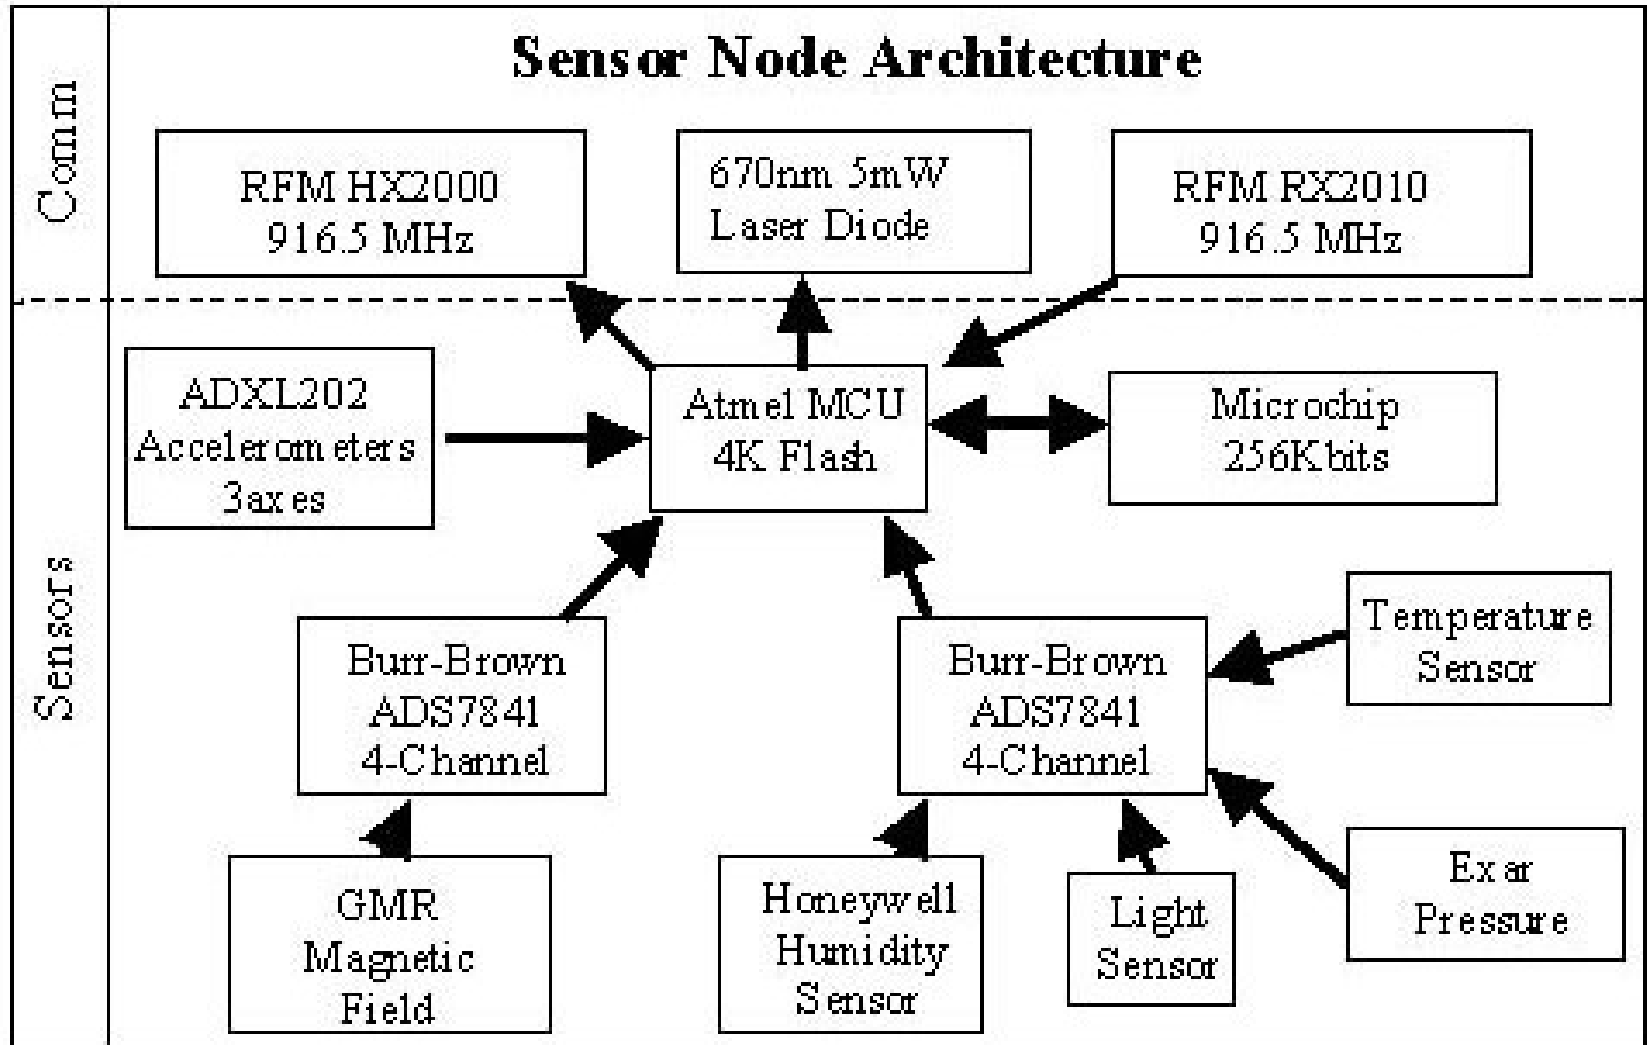 Sensor Node Architecture
Comm
RFM HX2000
916.5 MHz
670nm 5mW
Laser Diode
RFM RX2010
916.5 MHz
Sensors
ADXL202
Accelerometers
3axes
Atmel MCU
4K Flash
Microchip
256Kbits
Burr-Brown
ADS7841
4-Channel
Burr-Brown
ADS7841
4-Channel
Temperature
Sensor
GMR
Magnetic
Field
Honeywell
Humidity
Sensor
Light
Sensor
Exar
Pressure